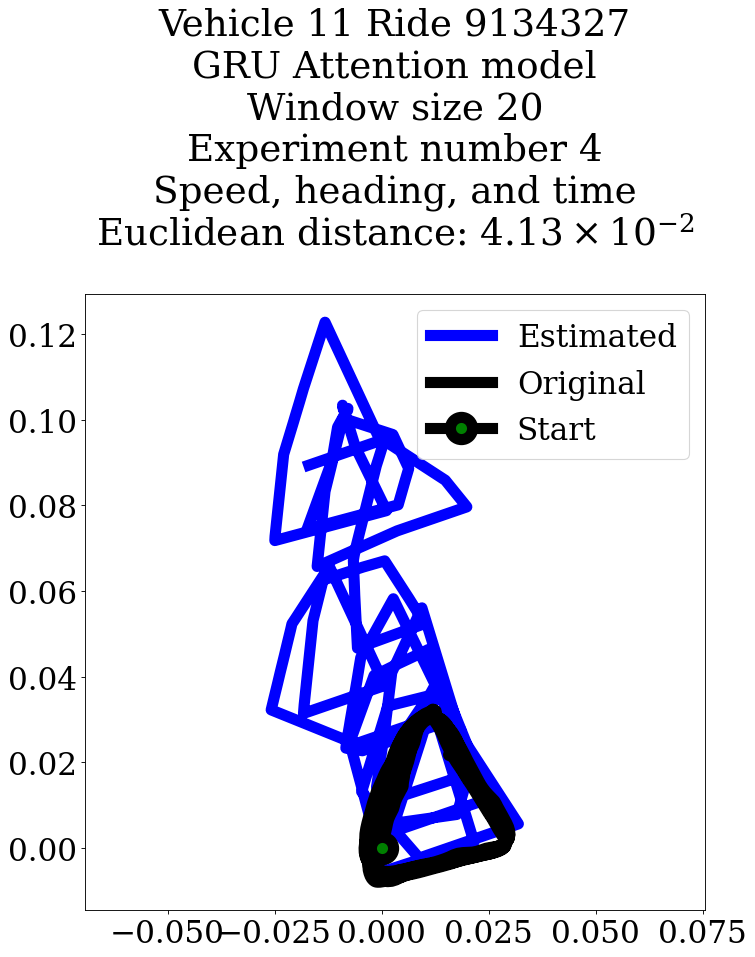 Vehicle 11 Ride 9134327
GRU Attention model
Window size 20
Experiment number 4
Speed, heading, and time
Euclidean distance: 4.13 × 10⁻²
Estimated
Original
Start
0.12
0.10
0.08
0.06
0.04
0.02
0.00
−0.050 −0.025 0.000 0.025 0.050 0.075